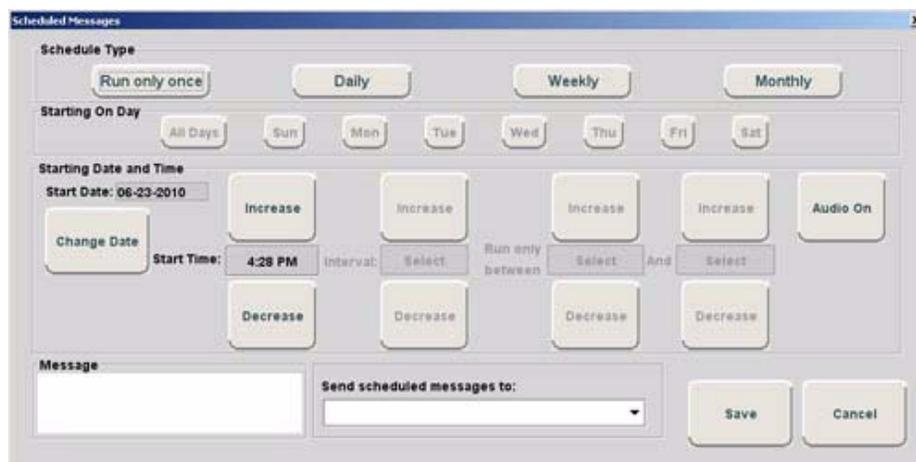 Scheduled Messages
Schedule Type
Run only once Daily Weekly Monthly
Starting On Day
All Days Sun Mon Tue Wed Thu Fri Sat
Starting Date and Time
Start Date: 06-23-2010
Increase Increase Increase Increase Audio On
Change Date
Start Time: 4:28 PM Interval: Select Run only between Select And Select
Decrease Decrease Decrease Decrease
Message
Send scheduled messages to:
Save Cancel